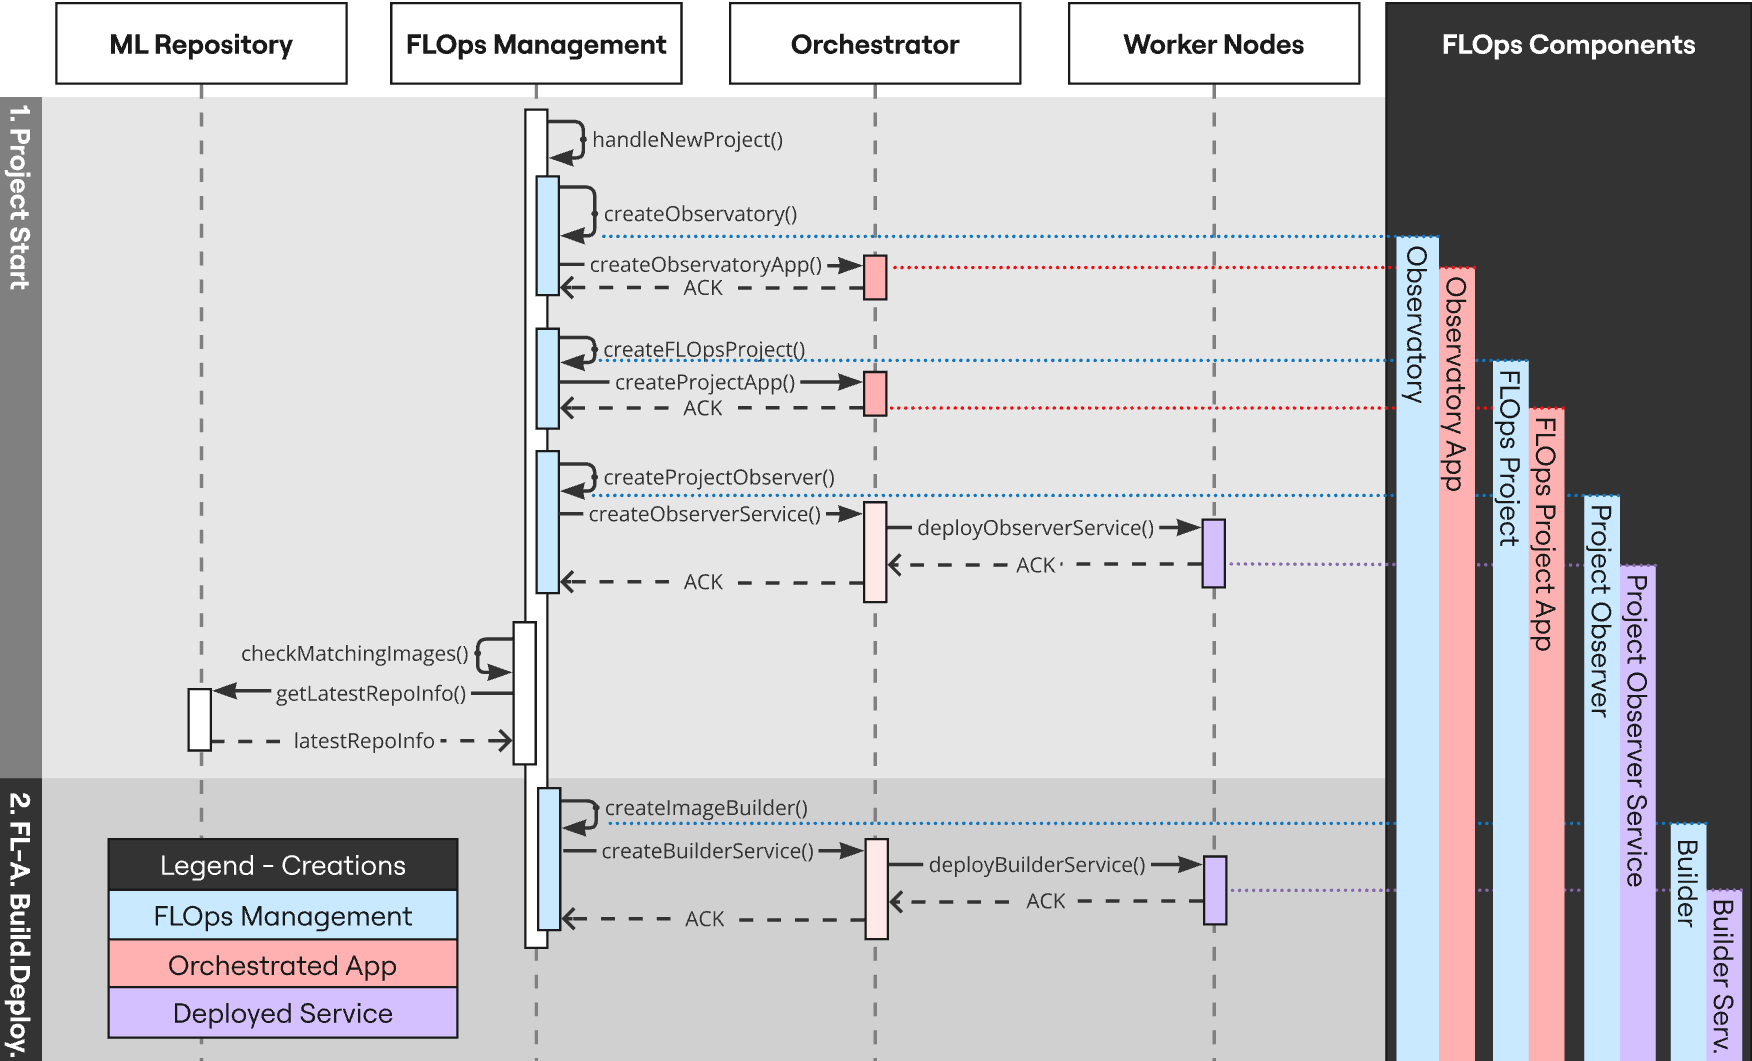 ML Repository
FLOps Management
Orchestrator
Worker Nodes
FLOps Components
1. Project Start
handleNewProject()
createObservatory()
createObservatoryApp()
ACK
createFLOpsProject()
createProjectApp()
ACK
createProjectObserver()
createObserverService()
deployObserverService()
ACK
ACK
checkMatchingImages()
getLatestRepoInfo()
latestRepoInfo
2. FL-A. Build.Deploy.
createImageBuilder()
createBuilderService()
deployBuilderService()
ACK
ACK
Legend - Creations
FLOps Management
Orchestrated App
Deployed Service
Observatory
Observatory App
FLOps Project
FLOps Project App
Project Observer
Project Observer Service
Builder
Builder Serv.